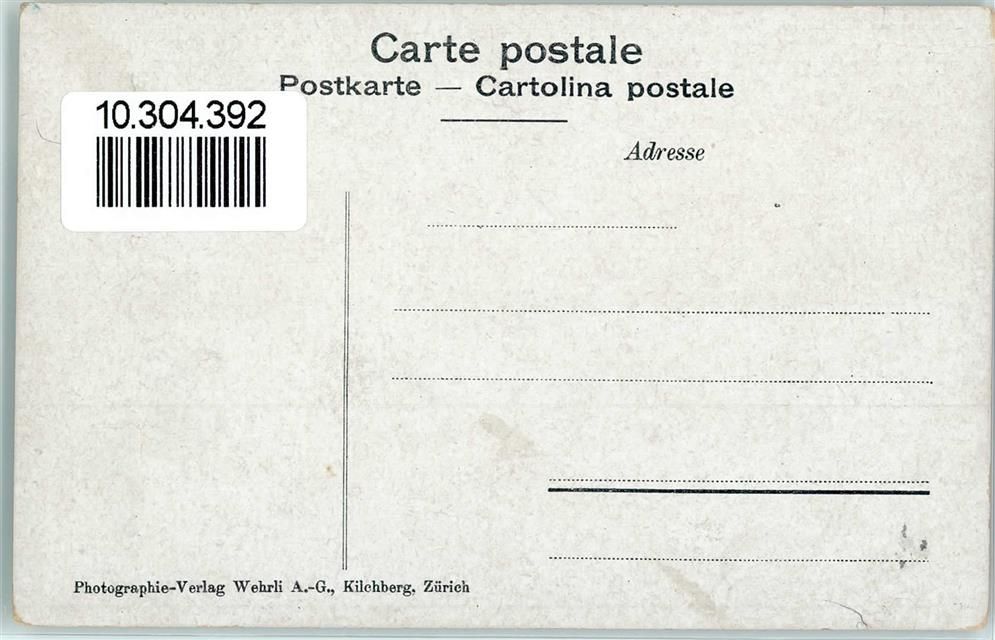 Carte postale
Postkarte — Cartolina postale
10.304.392
Adresse
Photographie-Verlag Wehrli A.-G., Kilchberg, Zürich